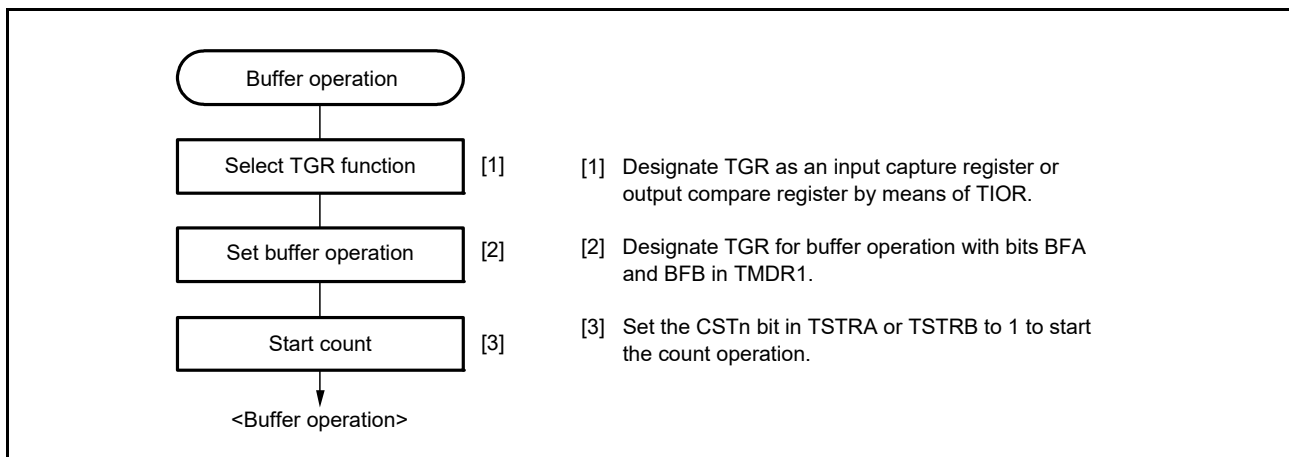 Buffer operation
Select TGR function
[1]
[1] Designate TGR as an input capture register or
output compare register by means of TIOR.
Set buffer operation
[2]
[2] Designate TGR for buffer operation with bits BFA
and BFB in TMDR1.
Start count
[3]
[3] Set the CSTn bit in TSTRA or TSTRB to 1 to start
the count operation.
<Buffer operation>